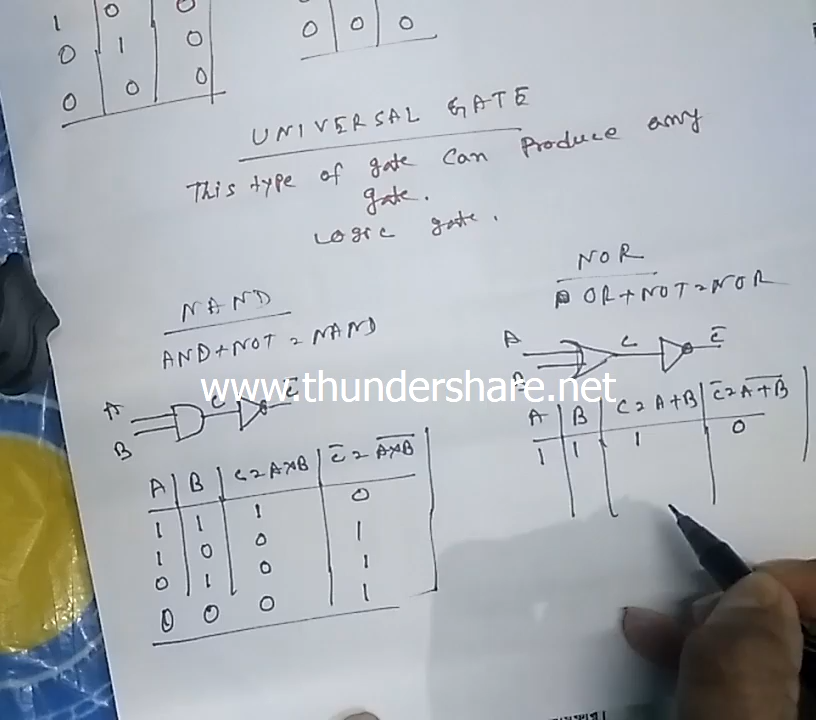 1 0 0
0 1 0
0 0 0
0 0 0
UNIVERSAL GATE
This type of gate can Produce any
gate.
Logic gate.
NAND
AND+NOT = NAND
A
B
C
C̅
A B C = A×B C̅ = A̅×̅B̅
1 1 1 0
1 0 0 1
0 1 0 1
0 0 0 1
NOR
OR+NOT = NOR
A
B
C
C̅
A B C = A+B C̅ = A̅+̅B̅
1 1 1 0
www.thundershare.net